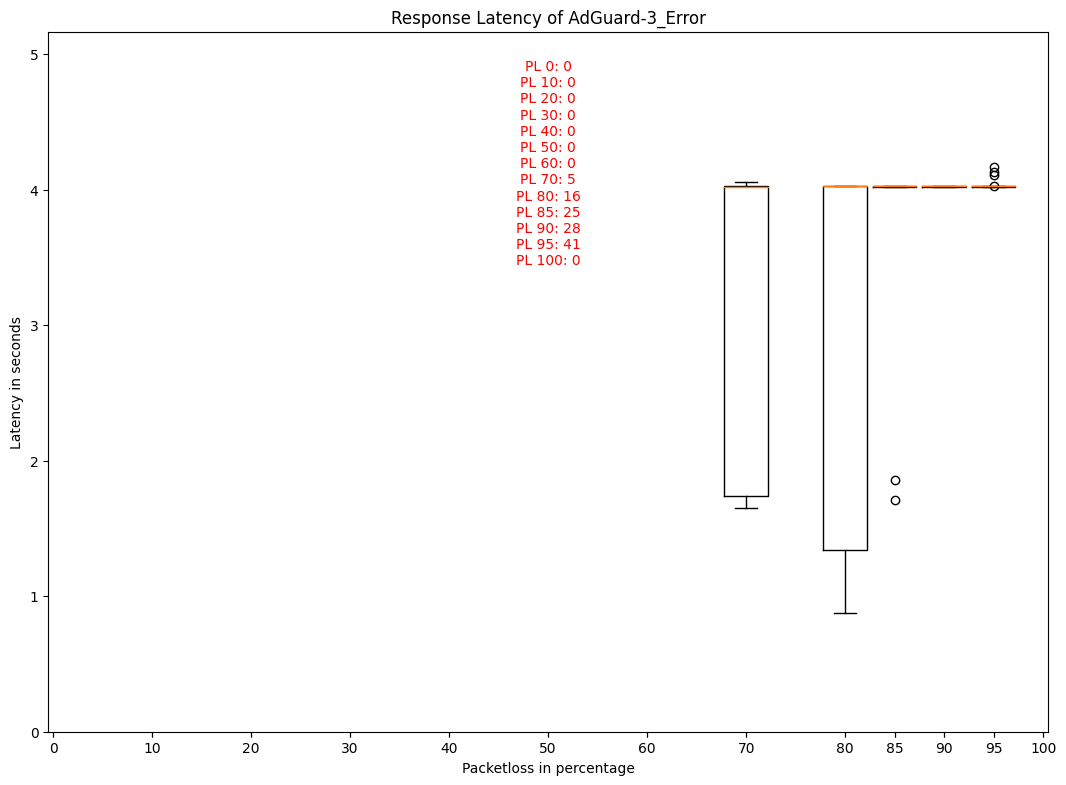 Response Latency of AdGuard-3_Error
5
4
3
2
1
0
Latency in seconds
PL 0: 0
PL 10: 0
PL 20: 0
PL 30: 0
PL 40: 0
PL 50: 0
PL 60: 0
PL 70: 5
PL 80: 16
PL 85: 25
PL 90: 28
PL 95: 41
PL 100: 0
0 10 20 30 40 50 60 70 80 85 90 95 100
Packetloss in percentage